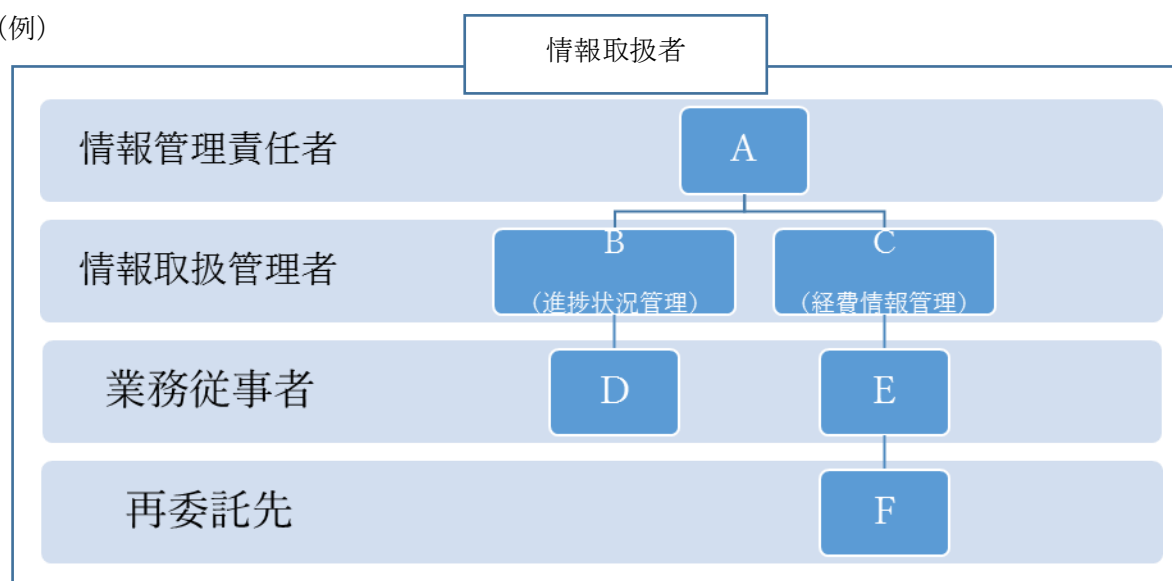 (例)
情報取扱者
情報管理責任者
A
情報取扱管理者
B
(進捗状況管理)
C
(経費情報管理)
業務従事者
D
E
再委託先
F